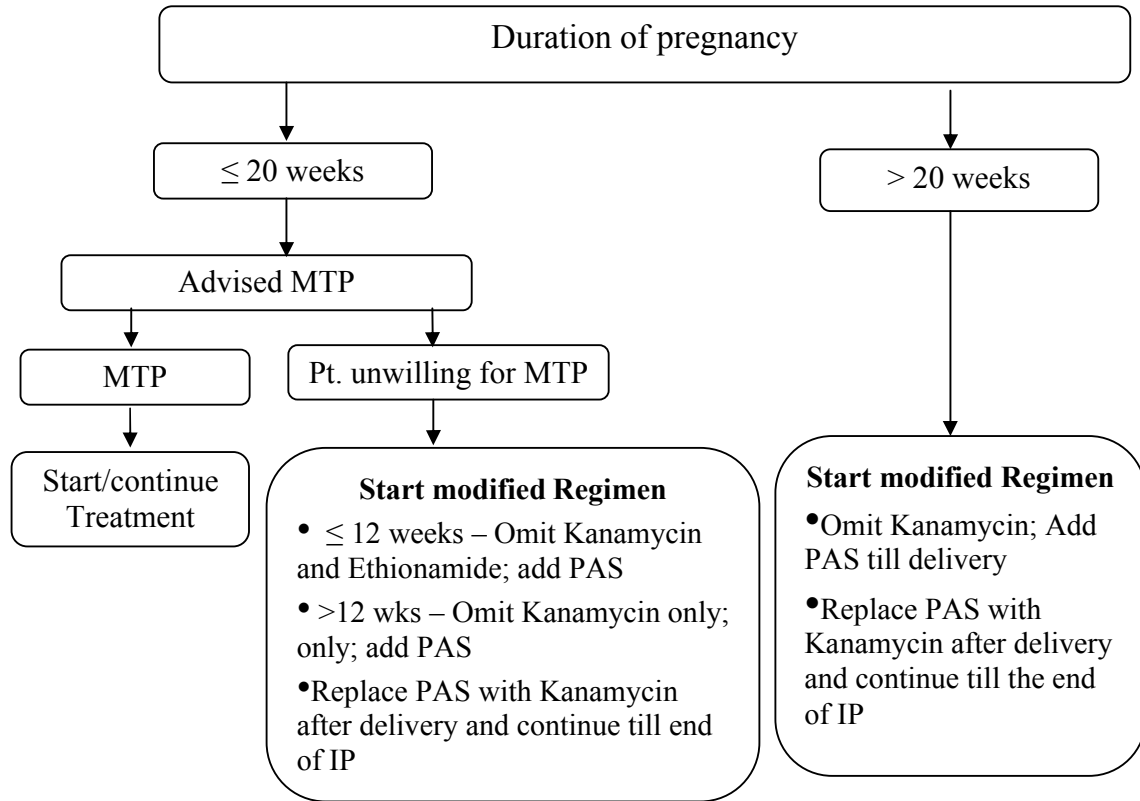 Duration of pregnancy
≤ 20 weeks
> 20 weeks
Advised MTP
MTP
Pt. unwilling for MTP
Start/continue
Treatment
Start modified Regimen
• ≤ 12 weeks – Omit Kanamycin
and Ethionamide; add PAS
• >12 wks – Omit Kanamycin only;
only; add PAS
•Replace PAS with Kanamycin
after delivery and continue till end
of IP
Start modified Regimen
•Omit Kanamycin; Add
PAS till delivery
•Replace PAS with
Kanamycin after delivery
and continue till the end
of IP